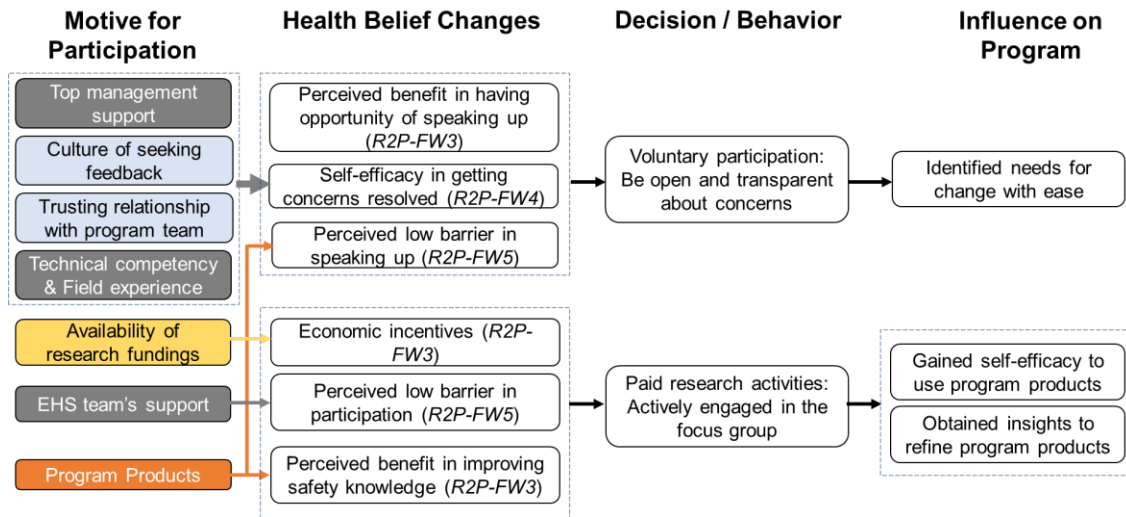 Motive for
Participation
Health Belief Changes
Decision / Behavior
Influence on
Program
Top management
support
Culture of seeking
feedback
Trusting relationship
with program team
Technical competency
& Field experience
Availability of
research fundings
EHS team's support
Program Products
Perceived benefit in having
opportunity of speaking up
(R2P-FW3)
Self-efficacy in getting
concerns resolved (R2P-FW4)
Perceived low barrier in
speaking up (R2P-FW5)
Economic incentives (R2P-
FW3)
Perceived low barrier in
participation (R2P-FW5)
Perceived benefit in improving
safety knowledge (R2P-FW3)
Voluntary participation:
Be open and transparent
about concerns
Paid research activities:
Actively engaged in the
focus group
Identified needs for
change with ease
Gained self-efficacy to
use program products
Obtained insights to
refine program products